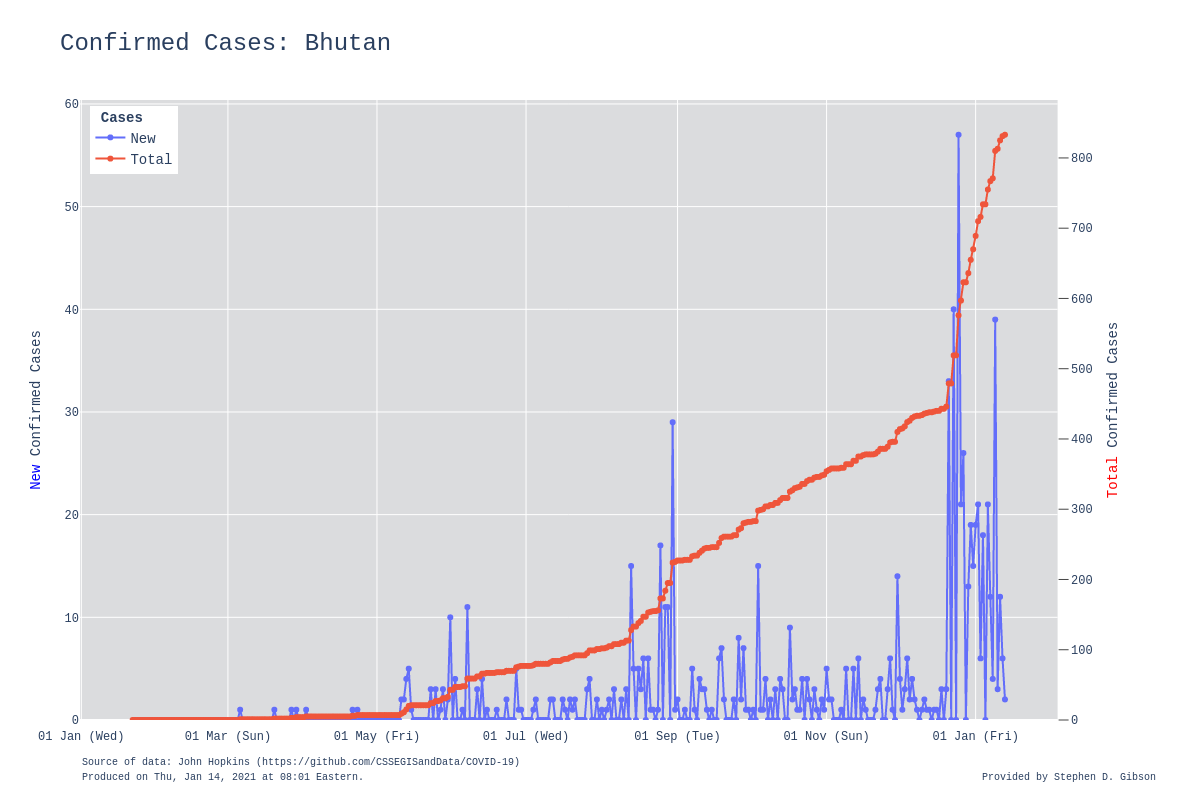 Confirmed Cases: Bhutan
Cases
New
Total
60
50
40
30
20
10
0
New Confirmed Cases
800
700
600
500
400
300
200
100
0
Total Confirmed Cases
01 Jan (Wed) 01 Mar (Sun) 01 May (Fri) 01 Jul (Wed) 01 Sep (Tue) 01 Nov (Sun) 01 Jan (Fri)
Source of data: John Hopkins (https://github.com/CSSEGISandData/COVID-19)
Produced on Thu, Jan 14, 2021 at 08:01 Eastern.
Provided by Stephen D. Gibson